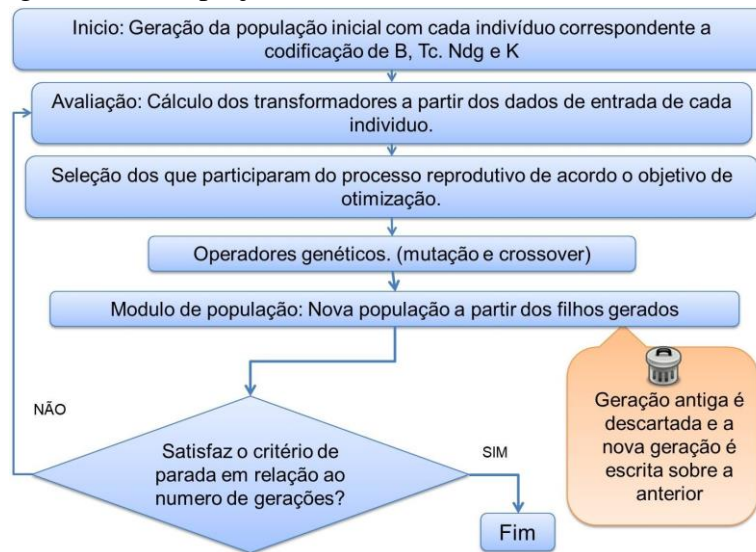 Inicio: Geração da população inicial com cada indivíduo correspondente a
codificação de B, Tc. Ndg e K
Avaliação: Cálculo dos transformadores a partir dos dados de entrada de cada
individuo.
Seleção dos que participaram do processo reprodutivo de acordo o objetivo de
otimização.
Operadores genéticos. (mutação e crossover)
Modulo de população: Nova população a partir dos filhos gerados
Geração antiga é
descartada e a
nova geração é
escrita sobre a
anterior
NÃO
Satisfaz o critério de
parada em relação ao
numero de gerações?
SIM
Fim